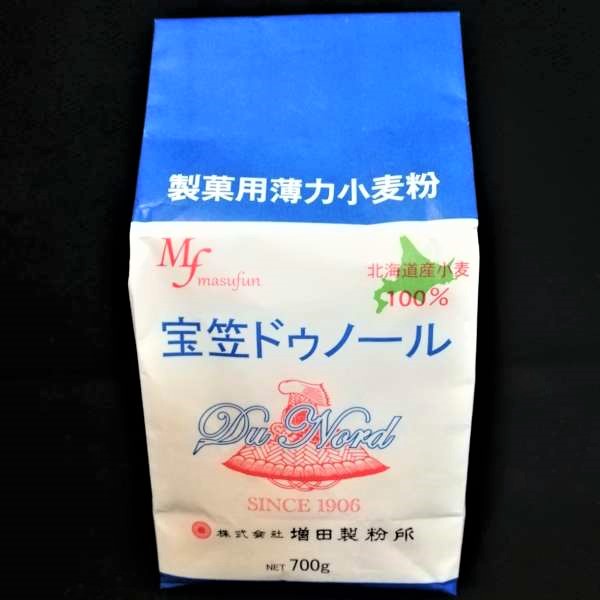 製菓用薄力小麦粉
Mf masufun
北海道産小麦
100%
宝笠ドゥノール
Du Nord
SINCE 1906
株式会社 増田製粉所
NET 700g